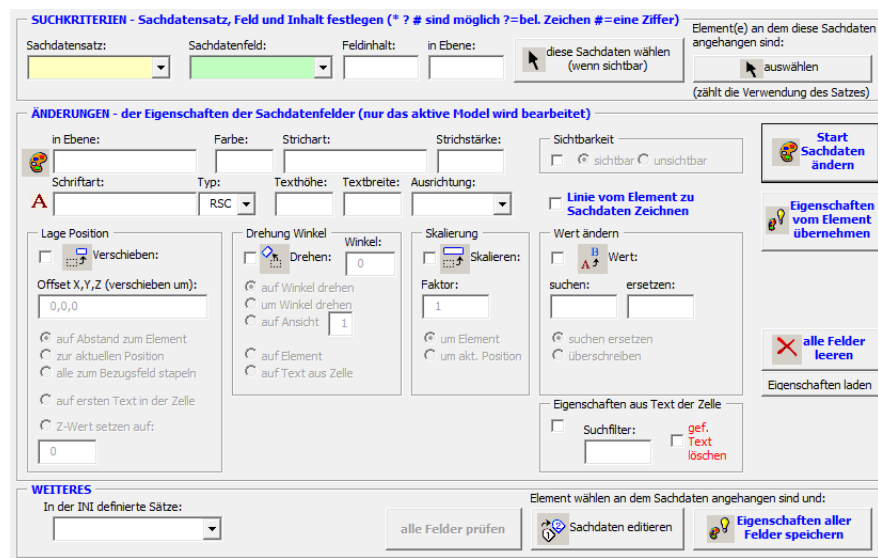 SUCHKRITERIEN - Sachdatensatz, Feld und Inhalt festlegen (* ? # sind möglich ?=bel. Zeichen #=eine Ziffer)
Sachdatensatz:
Sachdatenfeld:
Feldinhalt:
in Ebene:
diese Sachdaten wählen
(wenn sichtbar)
Element(e) an dem diese Sachdaten
angehangen sind:
auswählen
(zählt die Verwendung des Satzes)
ÄNDERUNGEN - der Eigenschaften der Sachdatenfelder (nur das aktive Model wird bearbeitet)
in Ebene:
Farbe:
Strichart:
Strichstärke:
Schriftart:
Typ:
Texthöhe:
Textbreite:
Ausrichtung:
A
RSC
Sichtbarkeit
sichtbar
unsichtbar
Linie vom Element zu
Sachdaten Zeichnen
Start
Sachdaten
ändern
Eigenschaften
vom Element
übernehmen
Lage Position
Verschieben:
Offset X,Y,Z (verschieben um):
0,0,0
auf Abstand zum Element
zur aktuellen Position
alle zum Bezugsfeld stapeln
auf ersten Text in der Zelle
Z-Wert setzen auf:
0
Drehung Winkel
Drehen:
Winkel:
0
auf Winkel drehen
um Winkel drehen
auf Ansicht
1
auf Element
auf Text aus Zelle
Skalierung
Skalieren:
Faktor:
1
um Element
um akt. Position
Wert ändern
A B
Wert:
suchen:
ersetzen:
suchen ersetzen
überschreiben
Eigenschaften aus Text der Zelle
Suchfilter:
gef.
Text
löschen
alle Felder
leeren
Eigenschaften laden
WEITERES
In der INI definierte Sätze:
alle Felder prüfen
Element wählen an dem Sachdaten angehangen sind und:
Sachdaten editieren
Eigenschaften aller
Felder speichern